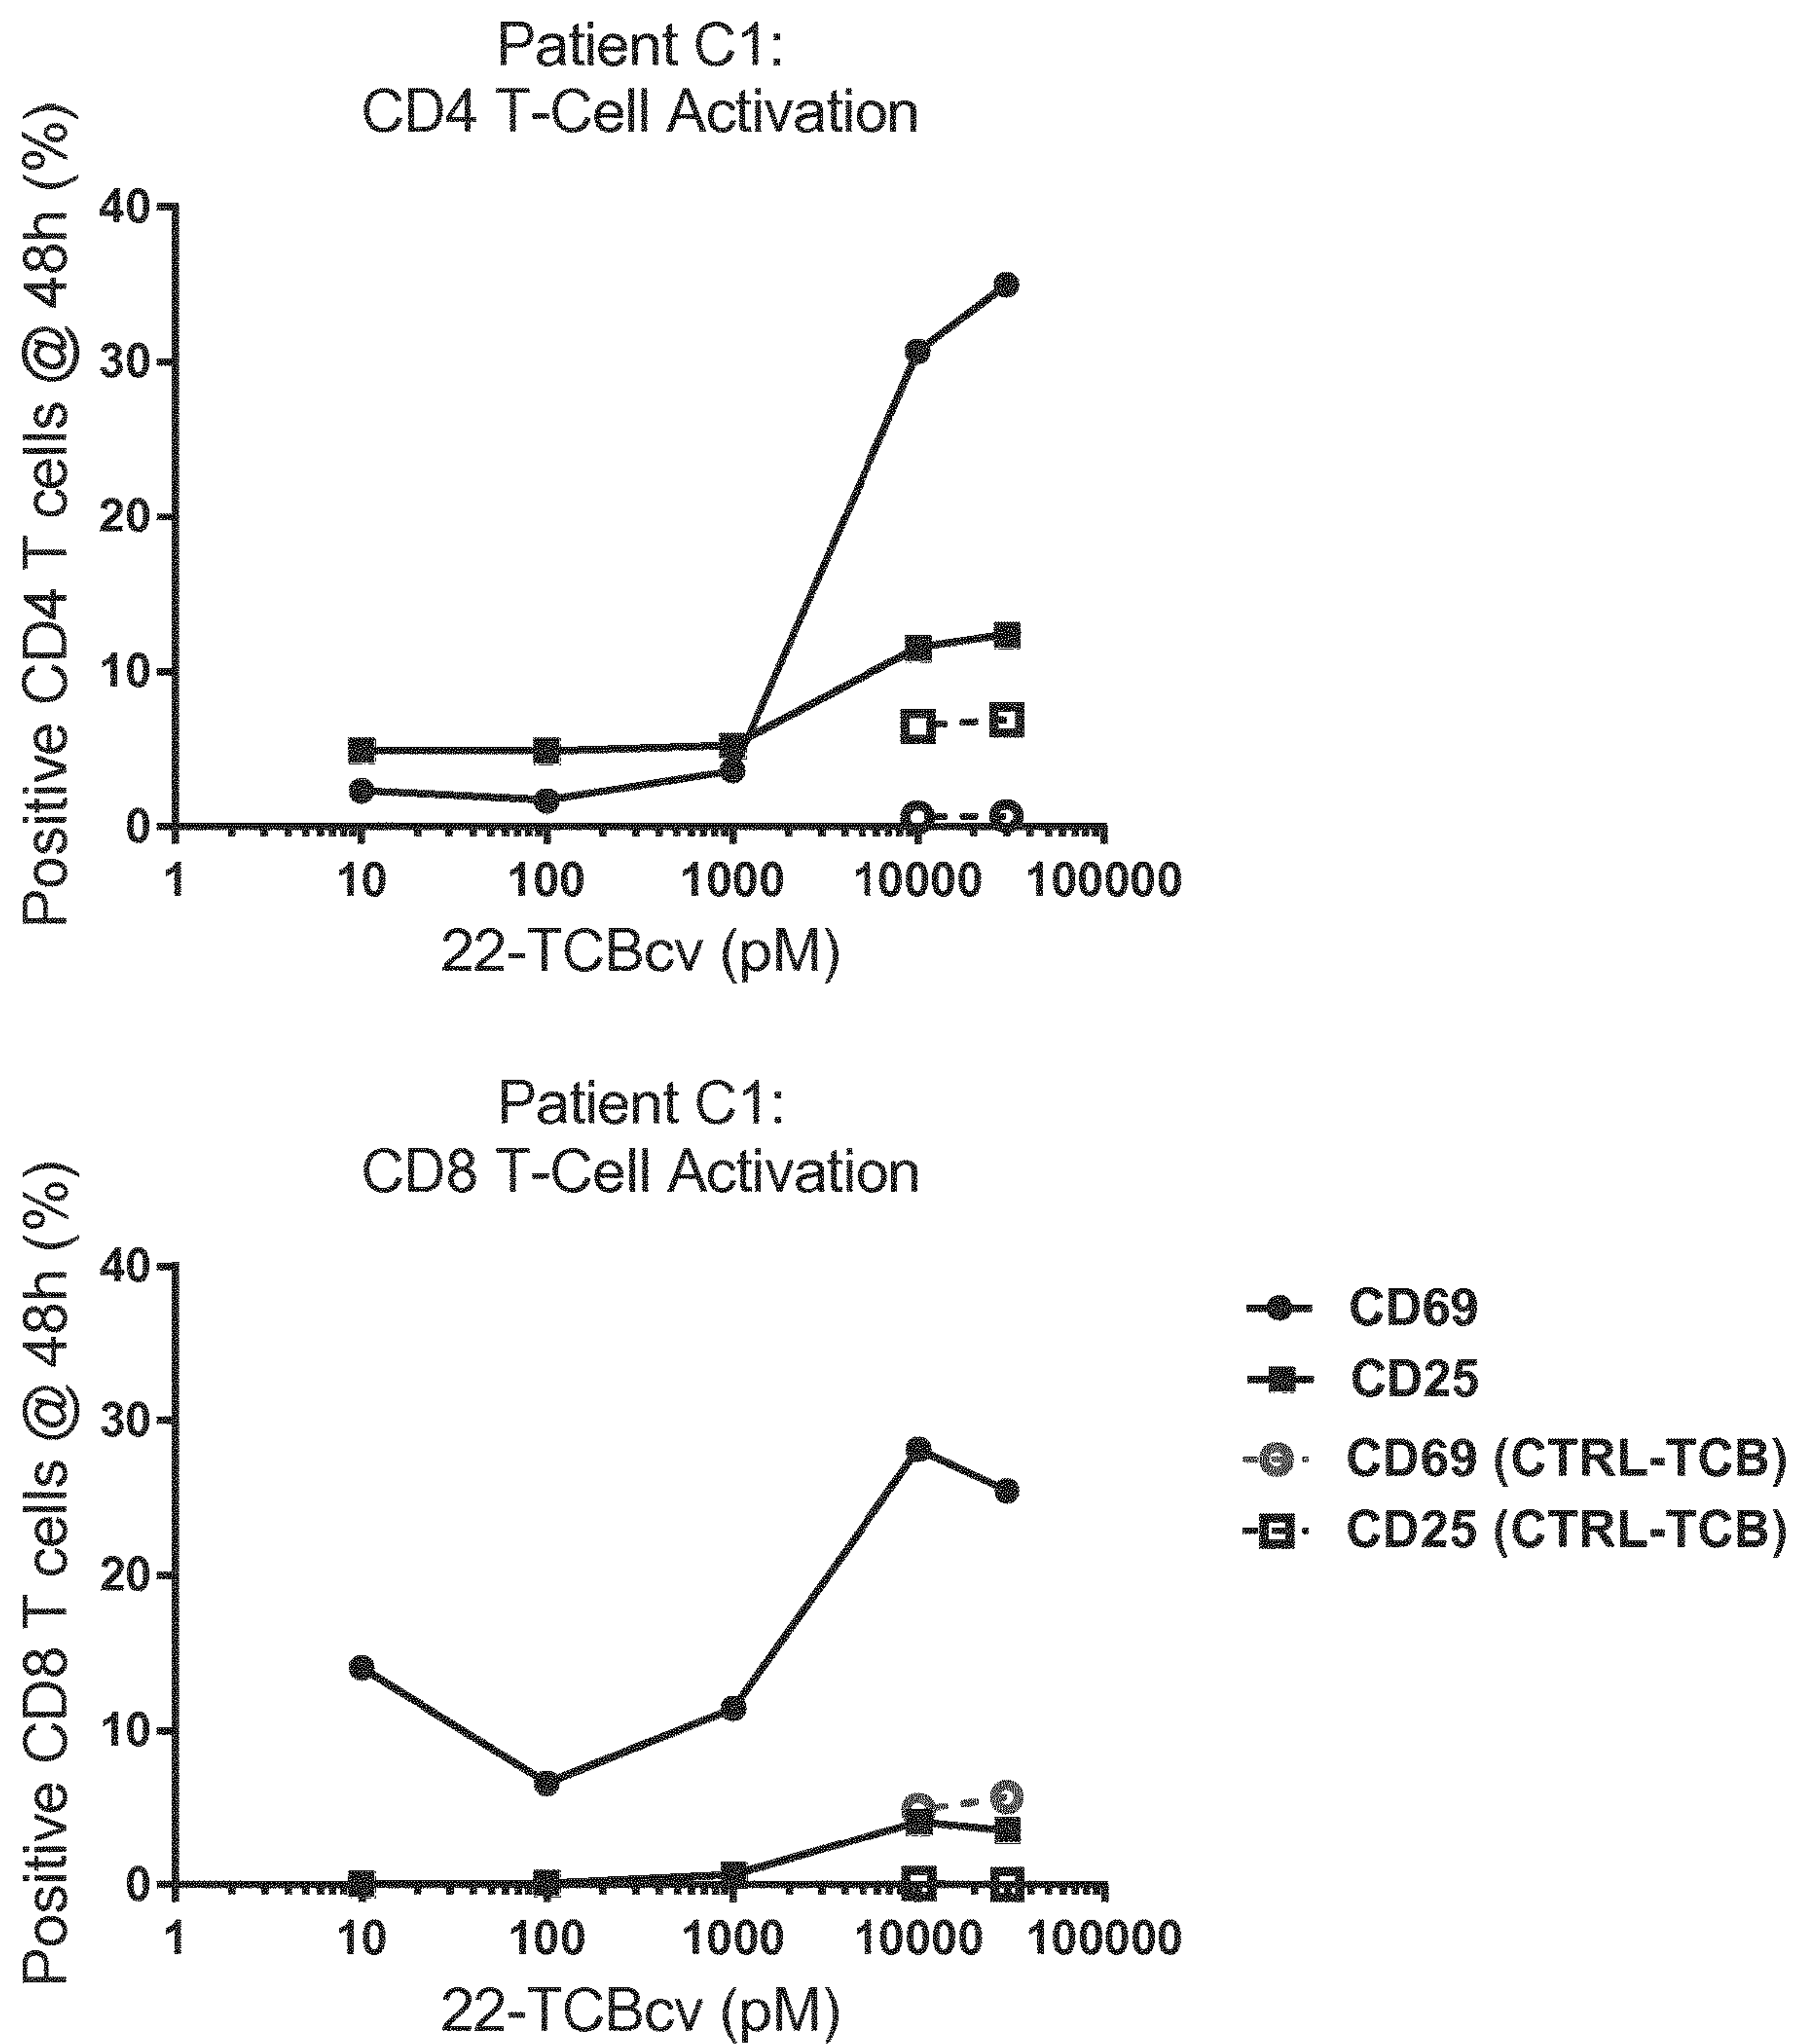 Patient C1:
CD4 T-Cell Activation
Positive CD4 T cells @ 48h (%)
40
30
20
10
0
1 10 100 1000 10000 100000
22-TCBcv (pM)
Patient C1:
CD8 T-Cell Activation
Positive CD8 T cells @ 48h (%)
40
30
20
10
0
1 10 100 1000 10000 100000
22-TCBcv (pM)
CD69
CD25
CD69 (CTRL-TCB)
CD25 (CTRL-TCB)